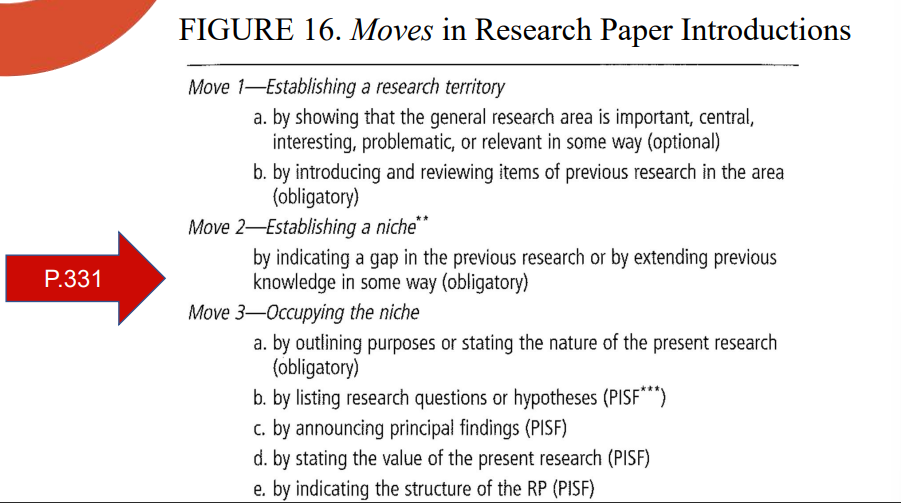 FIGURE 16. Moves in Research Paper Introductions
Move 1—Establishing a research territory
a. by showing that the general research area is important, central,
interesting, problematic, or relevant in some way (optional)
b. by introducing and reviewing items of previous research in the area
(obligatory)
Move 2—Establishing a niche**
by indicating a gap in the previous research or by extending previous
knowledge in some way (obligatory)
P.331
Move 3—Occupying the niche
a. by outlining purposes or stating the nature of the present research
(obligatory)
b. by listing research questions or hypotheses (PISF***)
c. by announcing principal findings (PISF)
d. by stating the value of the present research (PISF)
e. by indicating the structure of the RP (PISF)